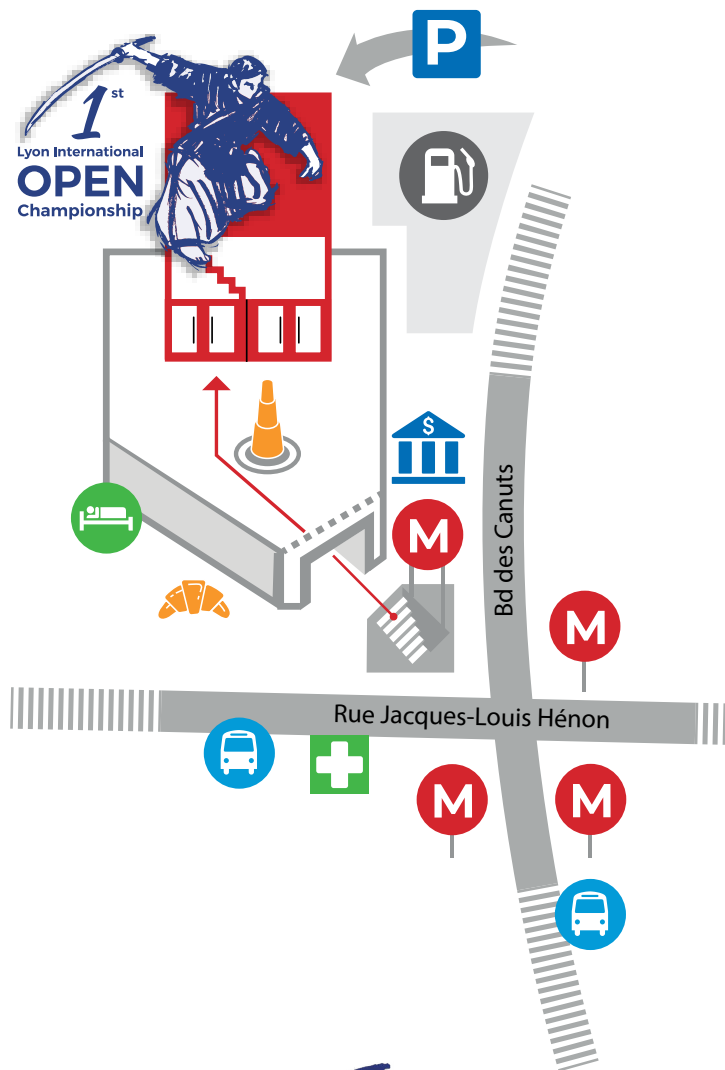 P
1st
Lyon International
OPEN
Championship
$
M
Bd des Canuts
M
Rue Jacques-Louis Hénon
M
M